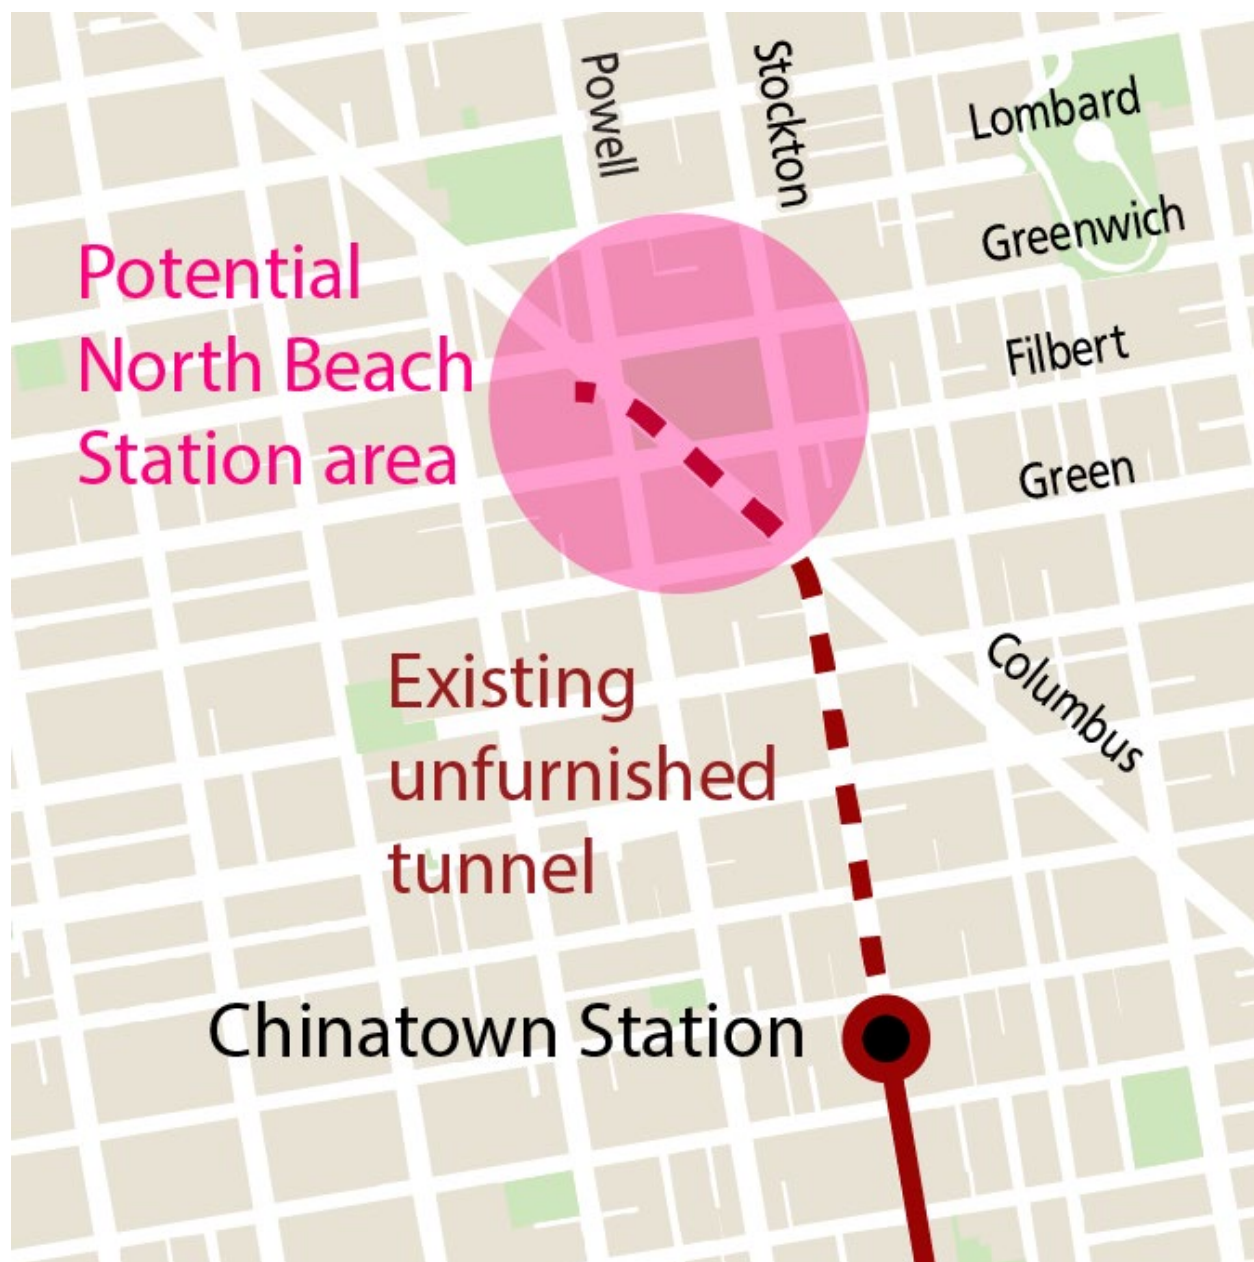 Powell
Stockton
Lombard
Greenwich
Potential
North Beach
Station area
Filbert
Green
Columbus
Existing
unfurnished
tunnel
Chinatown Station